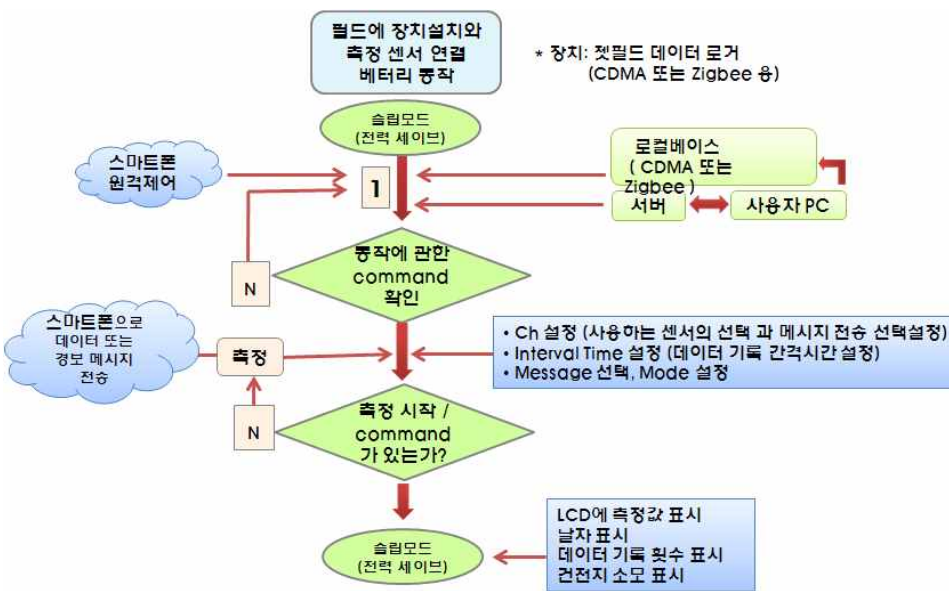 필드에 장치설치와
측정 센서 연결
베터리 동작
* 장치: 젯필드 데이터 로거
(CDMA 또는 Zigbee 용)
슬립모드
(전력 세이브)
스마트폰
원격제어
1
로컬베이스
( CDMA 또는
Zigbee )
서버
사용자 PC
동작에 관한
command
확인
N
스마트폰으로
데이터 또는
경보 메시지
전송
측정
• Ch 설정 (사용하는 센서의 선택 과 메시지 전송 선택설정)
• Interval Time 설정 (데이터 기록 간격시간 설정)
• Message 선택, Mode 설정
측정 시작 /
command
가 있는가?
N
슬립모드
(전력 세이브)
LCD에 측정값 표시
날자 표시
데이터 기록 횟수 표시
건전지 소모 표시